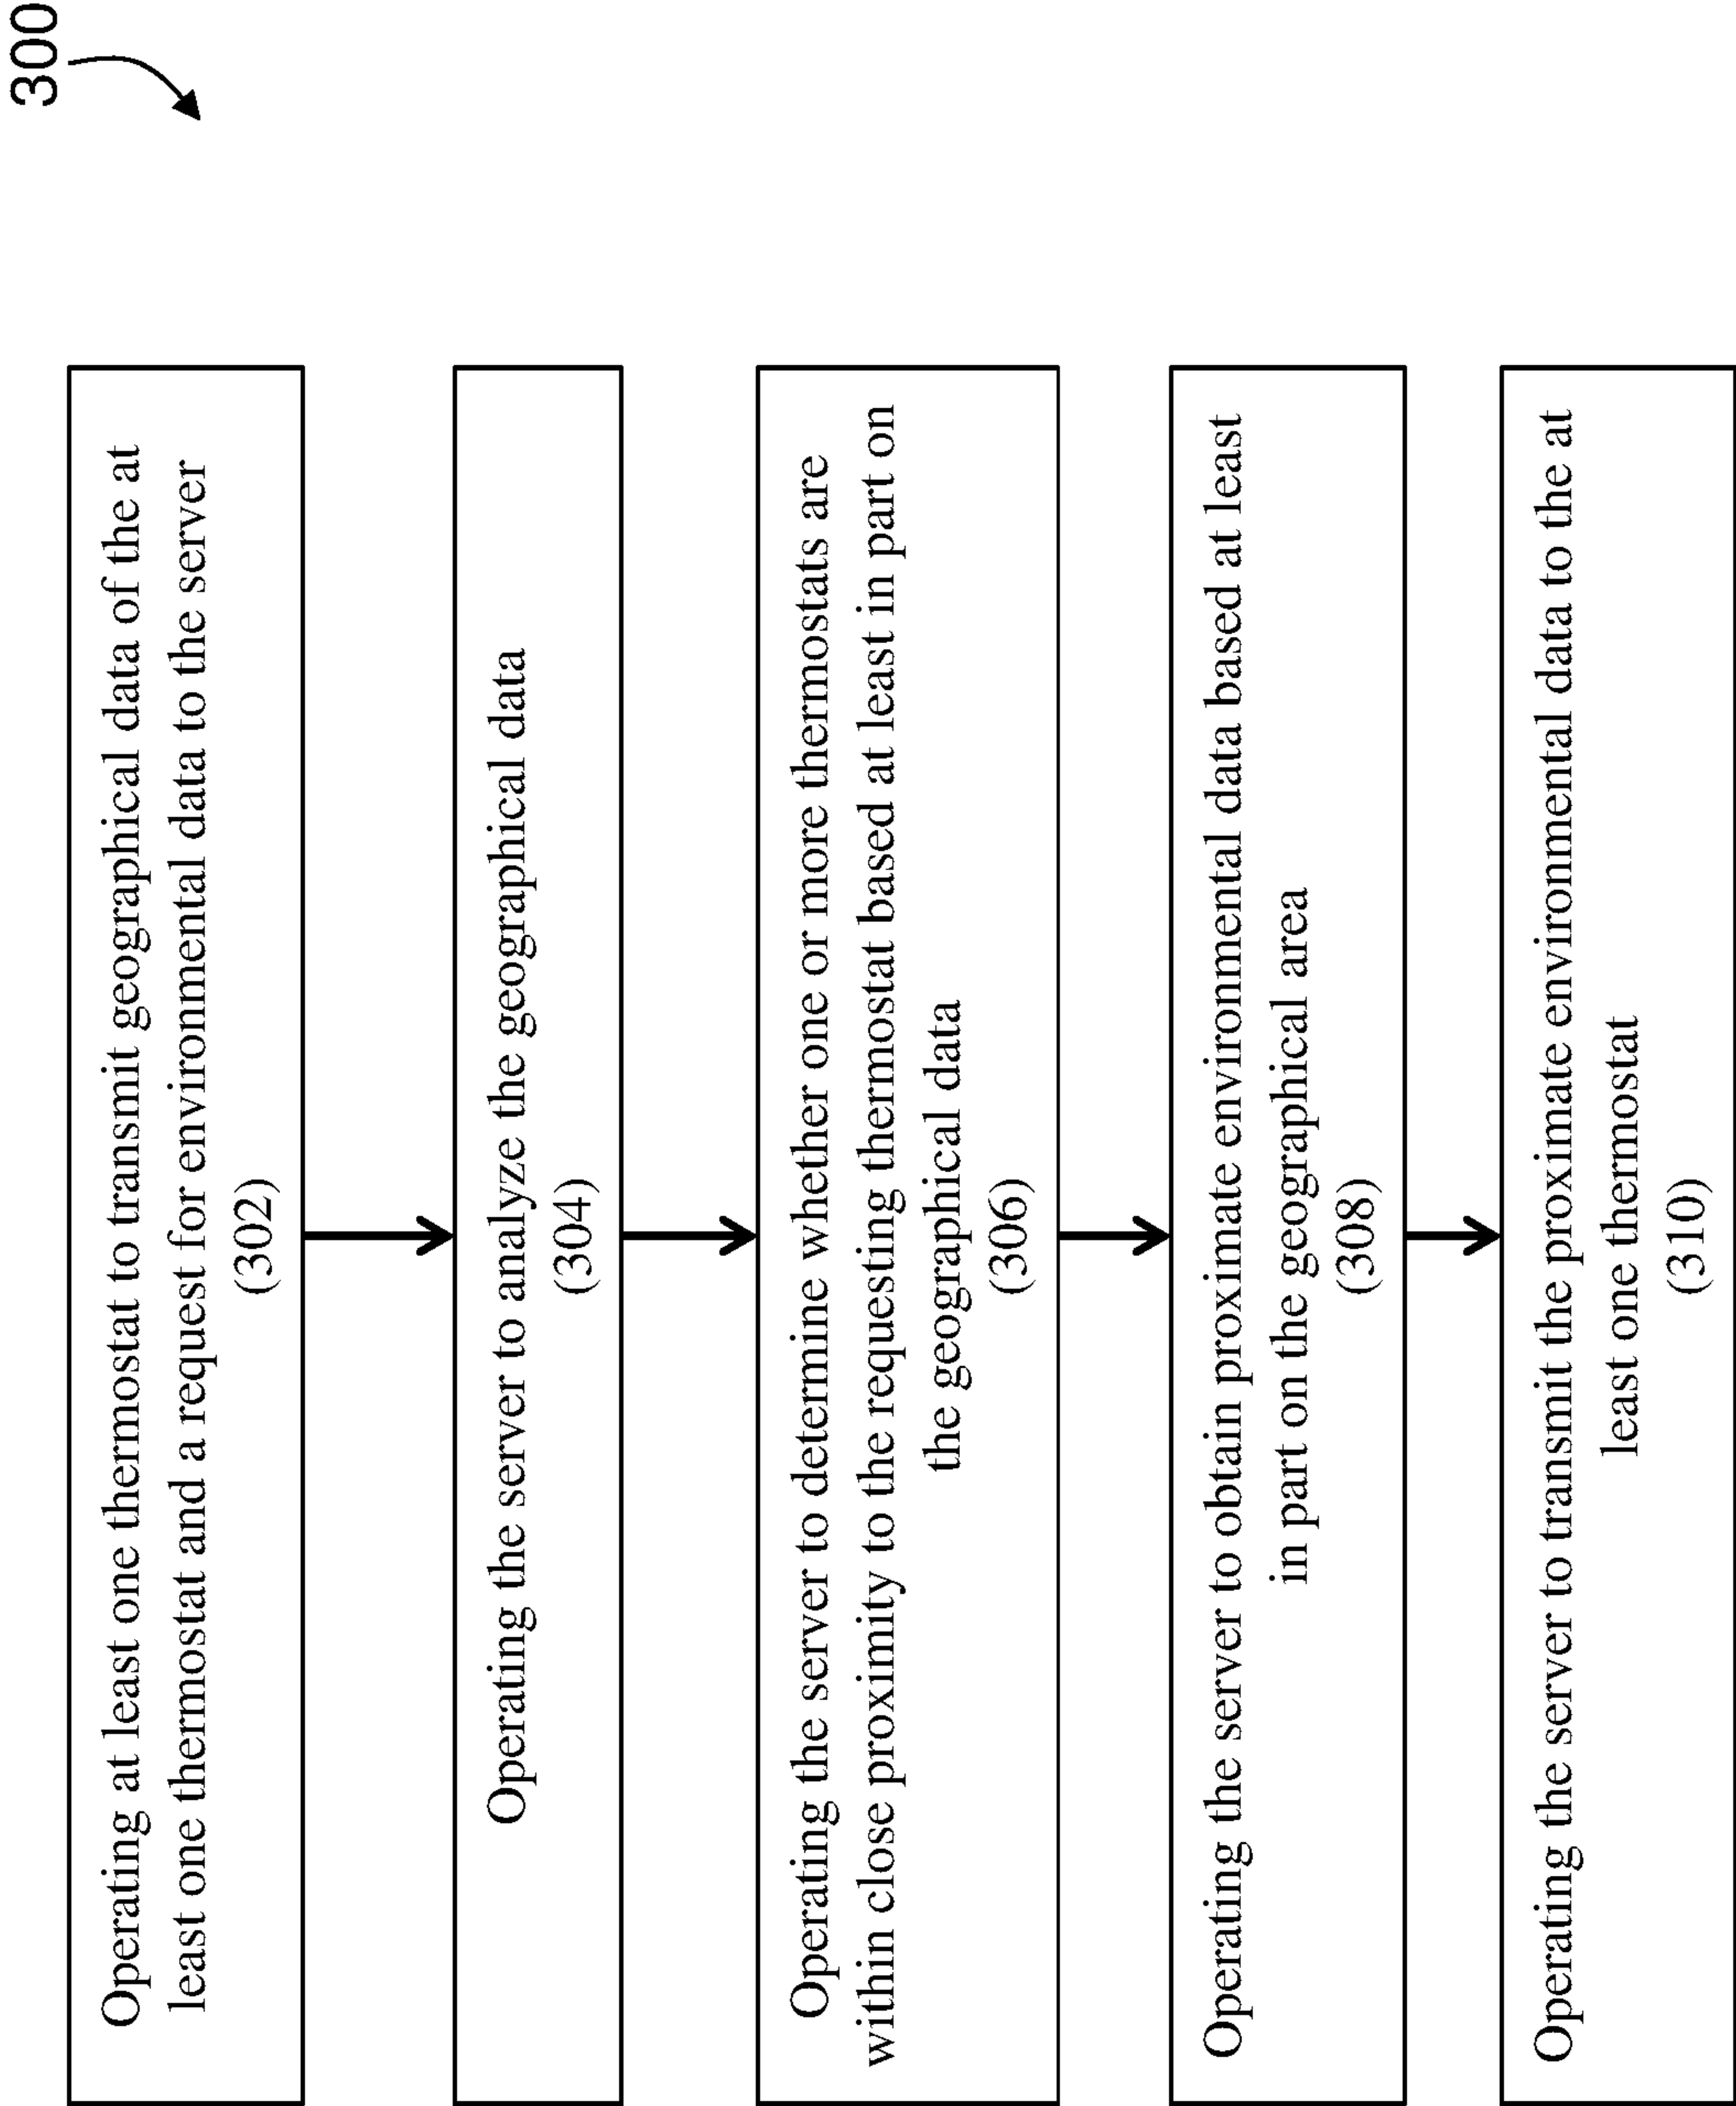 300
Operating at least one thermostat to transmit geographical data of the at
least one thermostat and a request for environmental data to the server
(302)
Operating the server to analyze the geographical data
(304)
Operating the server to determine whether one or more thermostats are
within close proximity to the requesting thermostat based at least in part on
the geographical data
(306)
Operating the server to obtain proximate environmental data based at least
in part on the geographical area
(308)
Operating the server to transmit the proximate environmental data to the at
least one thermostat
(310)